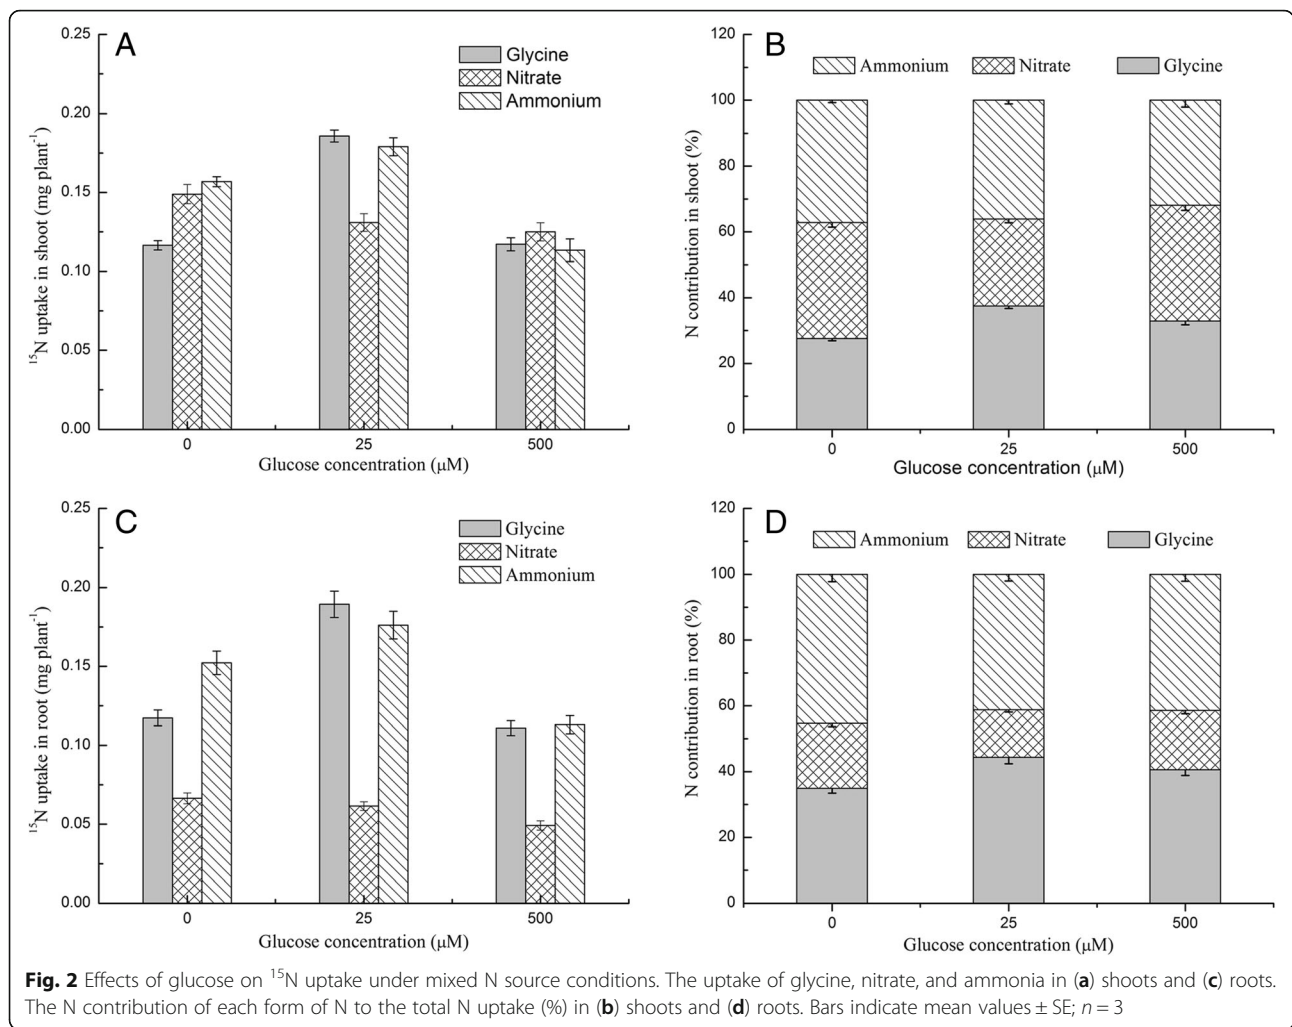 A
0.25
0.20
0.15
0.10
0.05
0.00
¹⁵N uptake in shoot (mg plant⁻¹)
Glycine
Nitrate
Ammonium
0 25 500
Glucose concentration (μM)
B
120
100
80
60
40
20
0
N contribution in shoot (%)
Ammonium Nitrate Glycine
0 25 500
Glucose concentration (μM)
C
0.25
0.20
0.15
0.10
0.05
0.00
¹⁵N uptake in root (mg plant⁻¹)
Glycine
Nitrate
Ammonium
0 25 500
Glucose concentration (μM)
D
120
100
80
60
40
20
0
N contribution in root (%)
Ammonium Nitrate Glycine
0 25 500
Glucose concentration (μM)
Fig. 2 Effects of glucose on ¹⁵N uptake under mixed N source conditions. The uptake of glycine, nitrate, and ammonia in (a) shoots and (c) roots.
The N contribution of each form of N to the total N uptake (%) in (b) shoots and (d) roots. Bars indicate mean values ± SE; n = 3